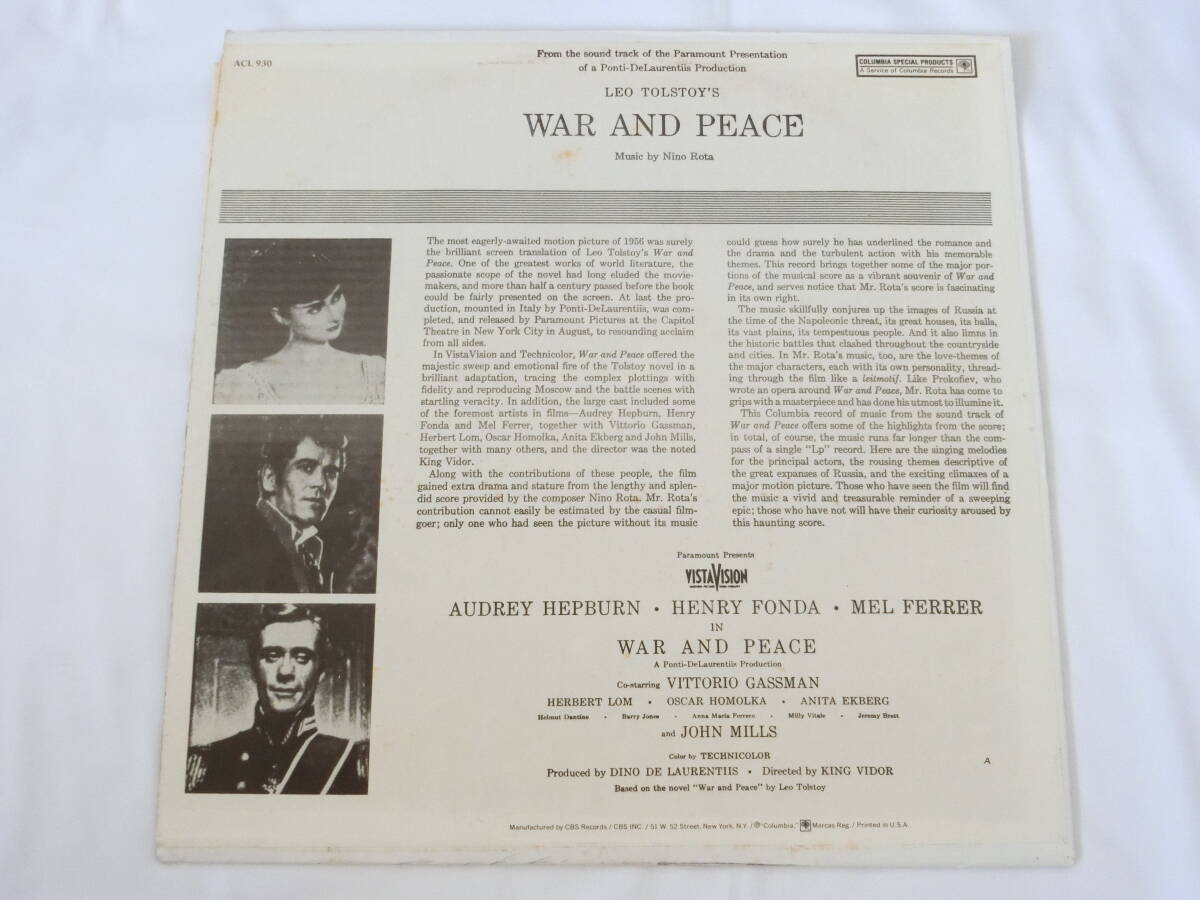 ACL 930
From the sound track of the Paramount Presentation
of a Ponti-DeLaurentiis Production
COLUMBIA SPECIAL PRODUCTS
A Service of Columbia Records
LEO TOLSTOY'S
WAR AND PEACE
Music by Nino Rota
The most eagerly-awaited motion picture of 1956 was surely
the brilliant screen translation of Leo Tolstoy's War and
Peace. One of the greatest works of world literature, the
passionate scope of the novel had long eluded the movie-
makers, and more than half a century passed before the book
could be fairly presented on the screen. At last the pro-
duction, mounted in Italy by Ponti-DeLaurentiis, was com-
pleted, and released by Paramount Pictures at the Capitol
Theatre in New York City in August, to resounding acclaim
from all sides.
In VistaVision and Technicolor, War and Peace offered the
majestic sweep and emotional fire of the Tolstoy novel in a
brilliant adaptation, tracing the complex plottings with
fidelity and reproducing Moscow and the battle scenes with
startling veracity. In addition, the large cast included some
of the foremost artists in films—Audrey Hepburn, Henry
Fonda and Mel Ferrer, together with Vittorio Gassman,
Herbert Lom, Oscar Homolka, Anita Ekberg and John Mills,
together with many others, and the director was the noted
King Vidor.
Along with the contributions of these people, the film
gained extra drama and stature from the lengthy and splen-
did score provided by the composer Nino Rota. Mr. Rota's
contribution cannot easily be estimated by the casual film-
goer; only one who had seen the picture without its music
could guess how surely he has underlined the romance and
the drama and the turbulent action with his memorable
themes. This record brings together some of the major por-
tions of the musical score as a vibrant souvenir of War and
Peace, and serves notice that Mr. Rota's score is fascinating
in its own right.
The music skillfully conjures up the images of Russia at
the time of the Napoleonic threat, its great houses, its balls,
its vast plains, its tempestuous people. And it also limns in
the historic battles that clashed throughout the countryside
and cities. In Mr. Rota's music, too, are the love-themes of
the major characters, each with its own personality, thread-
ing through the film like a leitmotif. Like Prokofiev, who
wrote an opera around War and Peace, Mr. Rota has come to
grips with a masterpiece and has done his utmost to illumine it.
This Columbia record of music from the sound track of
War and Peace offers some of the highlights from the score;
in total, of course, the music runs far longer than the com-
pass of a single "Lp" record. Here are the singing melodies
for the principal actors, the rousing themes descriptive of
the great expanses of Russia, and the exciting climaxes of a
major motion picture. Those who have seen the film will find
the music a vivid and treasurable reminder of a sweeping
epic; those who have not will have their curiosity aroused by
this haunting score.
Paramount Presents
VISTAVISION
AUDREY HEPBURN • HENRY FONDA • MEL FERRER
IN
WAR AND PEACE
A Ponti-DeLaurentiis Production
Co-starring VITTORIO GASSMAN
HERBERT LOM • OSCAR HOMOLKA • ANITA EKBERG
Helmut Dantine • Barry Jones • Anna Maria Ferrero • Milly Vitale • Jeremy Brett
and JOHN MILLS
Color by TECHNICOLOR
Produced by DINO DE LAURENTIIS • Directed by KING VIDOR
A
Based on the novel "War and Peace" by Leo Tolstoy
Manufactured by CBS Records / CBS INC. / 51 W. 52 Street, New York, N.Y. / ® "Columbia," Marcas Reg. / Printed in U.S.A.